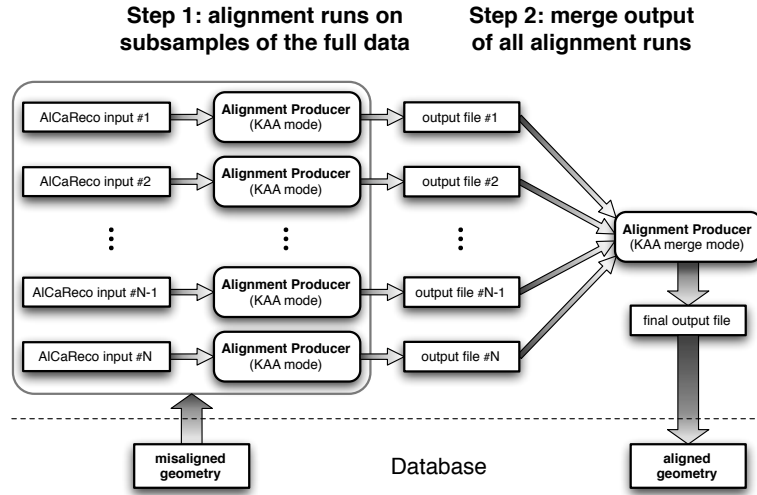 Step 1: alignment runs on
subsamples of the full data
Step 2: merge output
of all alignment runs
AlCaReco input #1
Alignment Producer
(KAA mode)
output file #1
AlCaReco input #2
Alignment Producer
(KAA mode)
output file #2
Alignment Producer
(KAA merge mode)
AlCaReco input #N-1
Alignment Producer
(KAA mode)
output file #N-1
final output file
AlCaReco input #N
Alignment Producer
(KAA mode)
output file #N
misaligned
geometry
Database
aligned
geometry